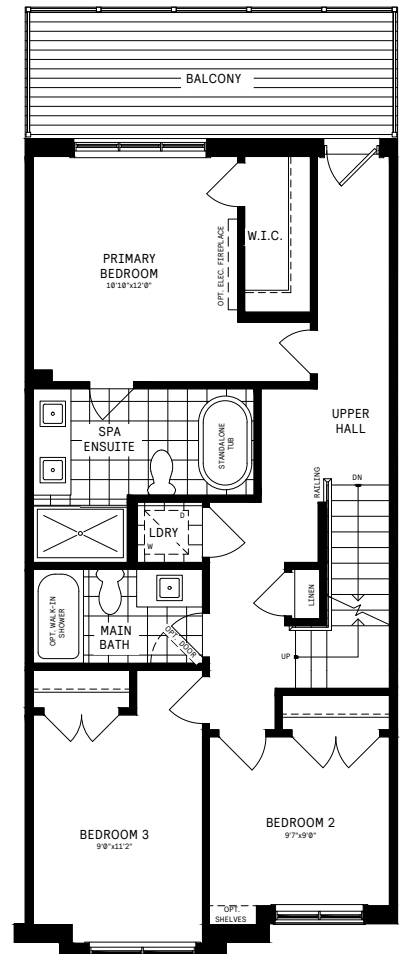 BALCONY
W.I.C.
OPT. ELEC. FIREPLACE
PRIMARY
BEDROOM
10'10"x12'0"
UPPER
HALL
SPA
ENSUITE
STANDALONE
TUB
RAILING
DN
D
LDRY
W
OPT. WALK-IN
SHOWER
MAIN
BATH
OPT. DOOR
LINEN
UP
BEDROOM 2
9'7"x9'0"
BEDROOM 3
9'0"x11'2"
OPT.
SHELVES